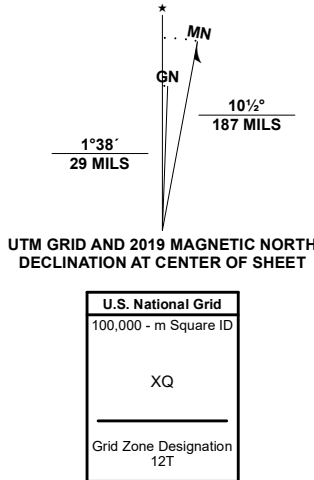 ★
MN
GN
10½°
187 MILS
1°38´
29 MILS
UTM GRID AND 2019 MAGNETIC NORTH
DECLINATION AT CENTER OF SHEET
U.S. National Grid
100,000 - m Square ID
XQ
Grid Zone Designation
12T